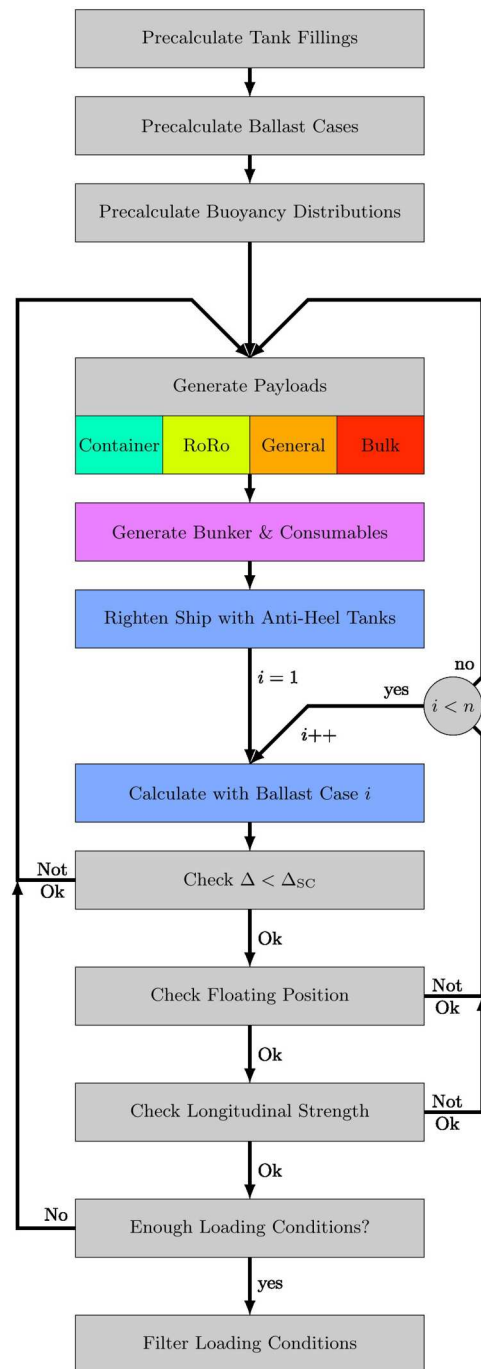 Precalculate Tank Fillings
Precalculate Ballast Cases
Precalculate Buoyancy Distributions
Generate Payloads
Container RoRo General Bulk
Generate Bunker & Consumables
Righten Ship with Anti-Heel Tanks
no
i = 1
yes
i < n
i++
Calculate with Ballast Case i
Not
Ok
Check Δ < Δ_SC
Ok
Check Floating Position
Not
Ok
Ok
Check Longitudinal Strength
Not
Ok
Ok
No
Enough Loading Conditions?
yes
Filter Loading Conditions